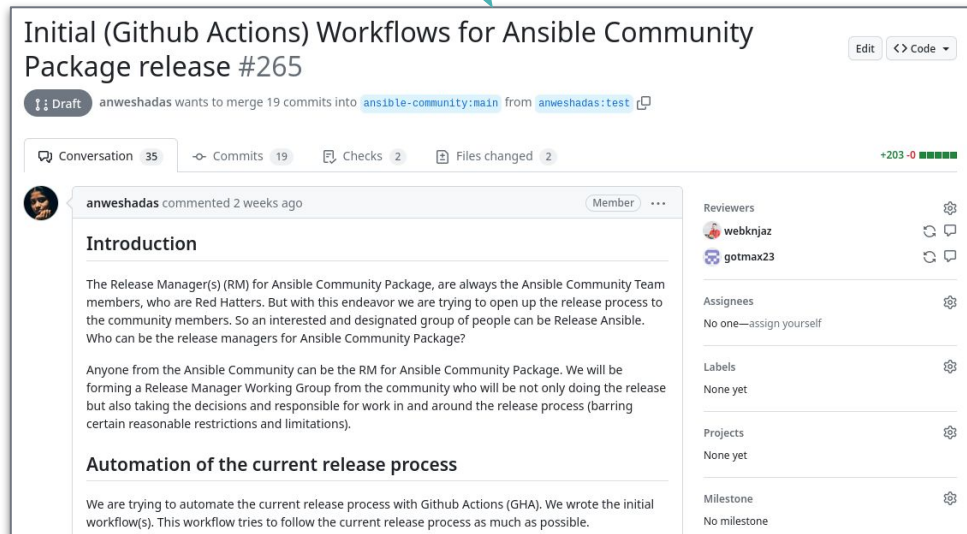 Initial (Github Actions) Workflows for Ansible Community
Package release #265
Edit
<> Code
Draft
anweshadas wants to merge 19 commits into ansible-community:main from anweshadas:test
Conversation 35
Commits 19
Checks 2
Files changed 2
+203 -0
anweshadas commented 2 weeks ago
Member
...
Introduction
The Release Manager(s) (RM) for Ansible Community Package, are always the Ansible Community Team
members, who are Red Hatters. But with this endeavor we are trying to open up the release process to
the community members. So an interested and designated group of people can be Release Ansible.
Who can be the release managers for Ansible Community Package?
Anyone from the Ansible Community can be the RM for Ansible Community Package. We will be
forming a Release Manager Working Group from the community who will be not only doing the release
but also taking the decisions and responsible for work in and around the release process (barring
certain reasonable restrictions and limitations).
Automation of the current release process
We are trying to automate the current release process with Github Actions (GHA). We wrote the initial
workflow(s). This workflow tries to follow the current release process as much as possible.
Reviewers
webknjaz
gotmax23
Assignees
No one—assign yourself
Labels
None yet
Projects
None yet
Milestone
No milestone